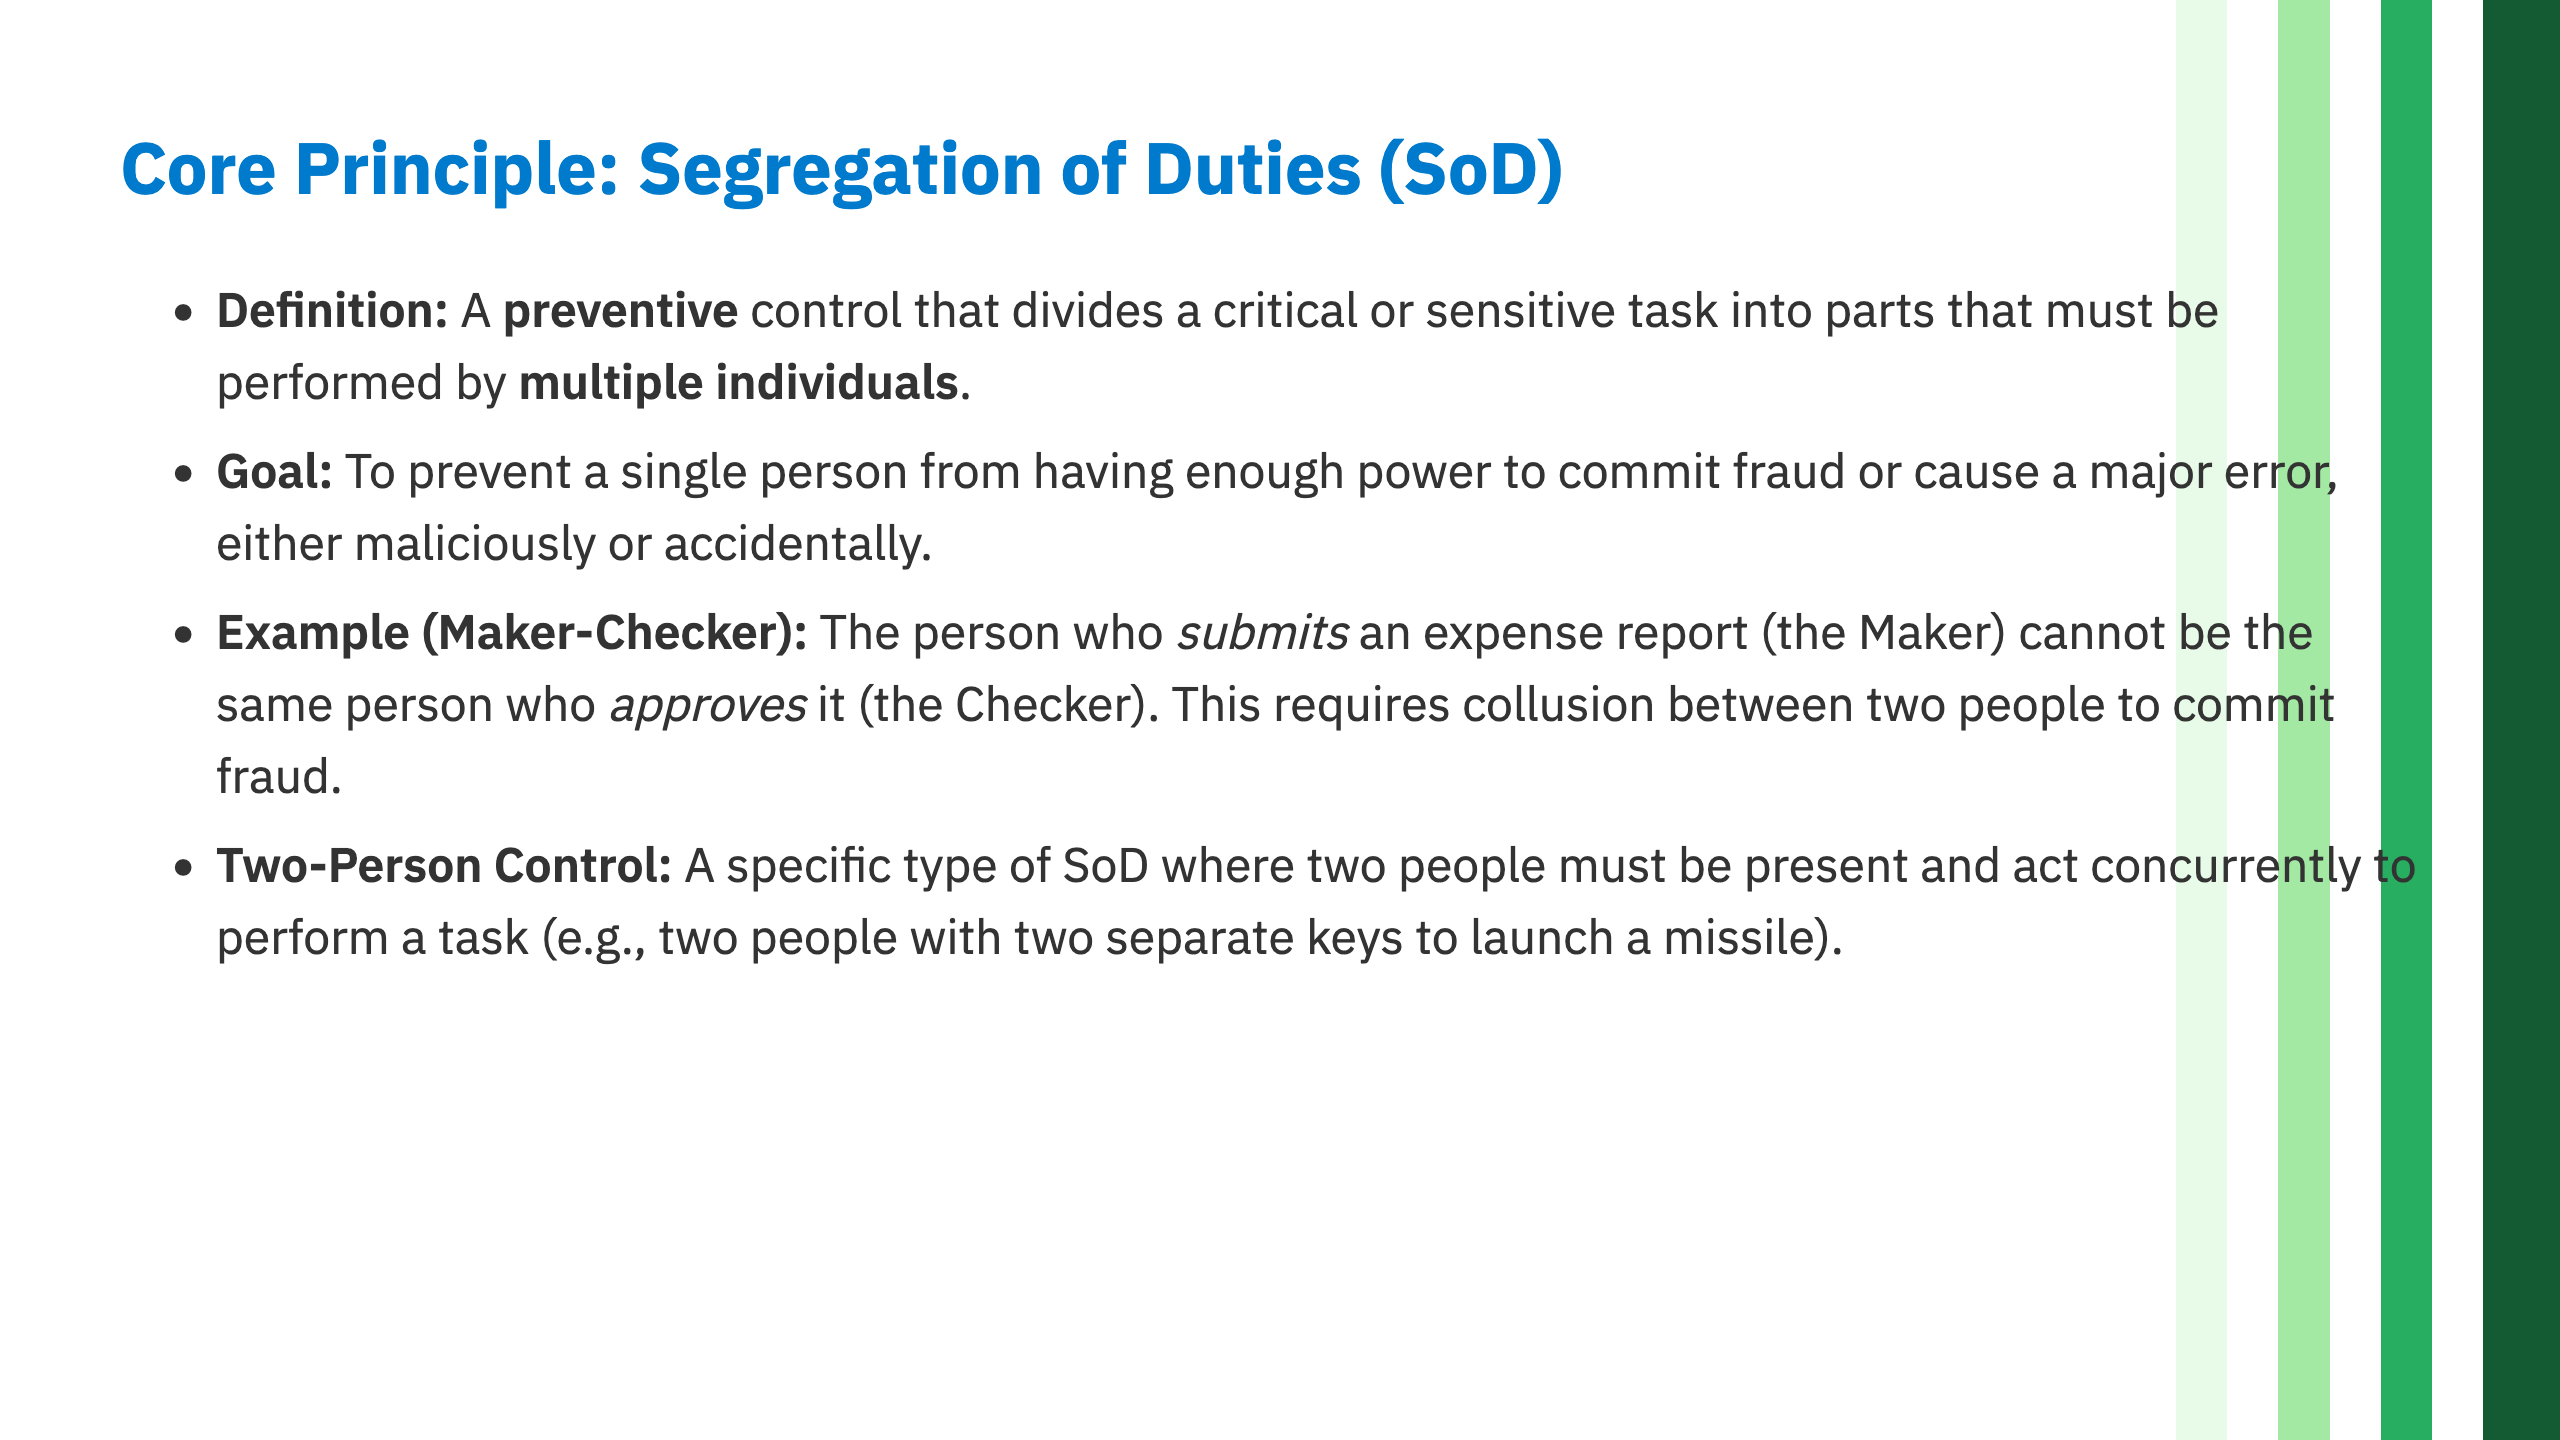 Core Principle: Segregation of Duties (SoD)
• Definition: A preventive control that divides a critical or sensitive task into parts that must be
performed by multiple individuals.
• Goal: To prevent a single person from having enough power to commit fraud or cause a major error,
either maliciously or accidentally.
• Example (Maker-Checker): The person who submits an expense report (the Maker) cannot be the
same person who approves it (the Checker). This requires collusion between two people to commit
fraud.
• Two-Person Control: A specific type of SoD where two people must be present and act concurrently to
perform a task (e.g., two people with two separate keys to launch a missile).